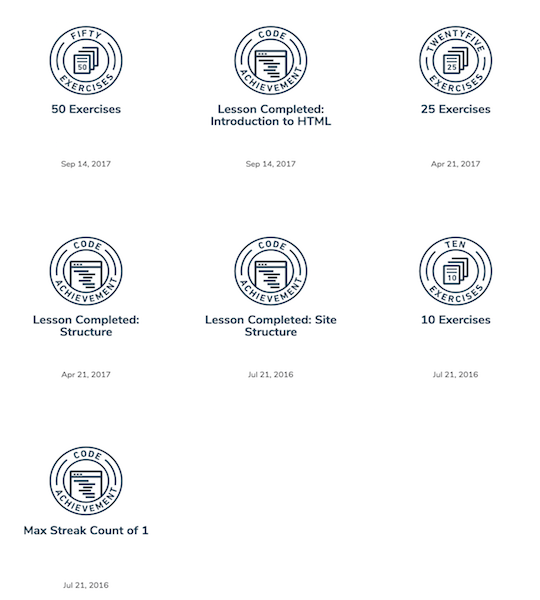 FIFTY
50
EXERCISES
50 Exercises
Sep 14, 2017
CODE
ACHIEVEMENT
Lesson Completed:
Introduction to HTML
Sep 14, 2017
TWENTYFIVE
25
EXERCISES
25 Exercises
Apr 21, 2017
CODE
ACHIEVEMENT
Lesson Completed:
Structure
Apr 21, 2017
CODE
ACHIEVEMENT
Lesson Completed: Site
Structure
Jul 21, 2016
TEN
10
EXERCISES
10 Exercises
Jul 21, 2016
CODE
ACHIEVEMENT
Max Streak Count of 1
Jul 21, 2016